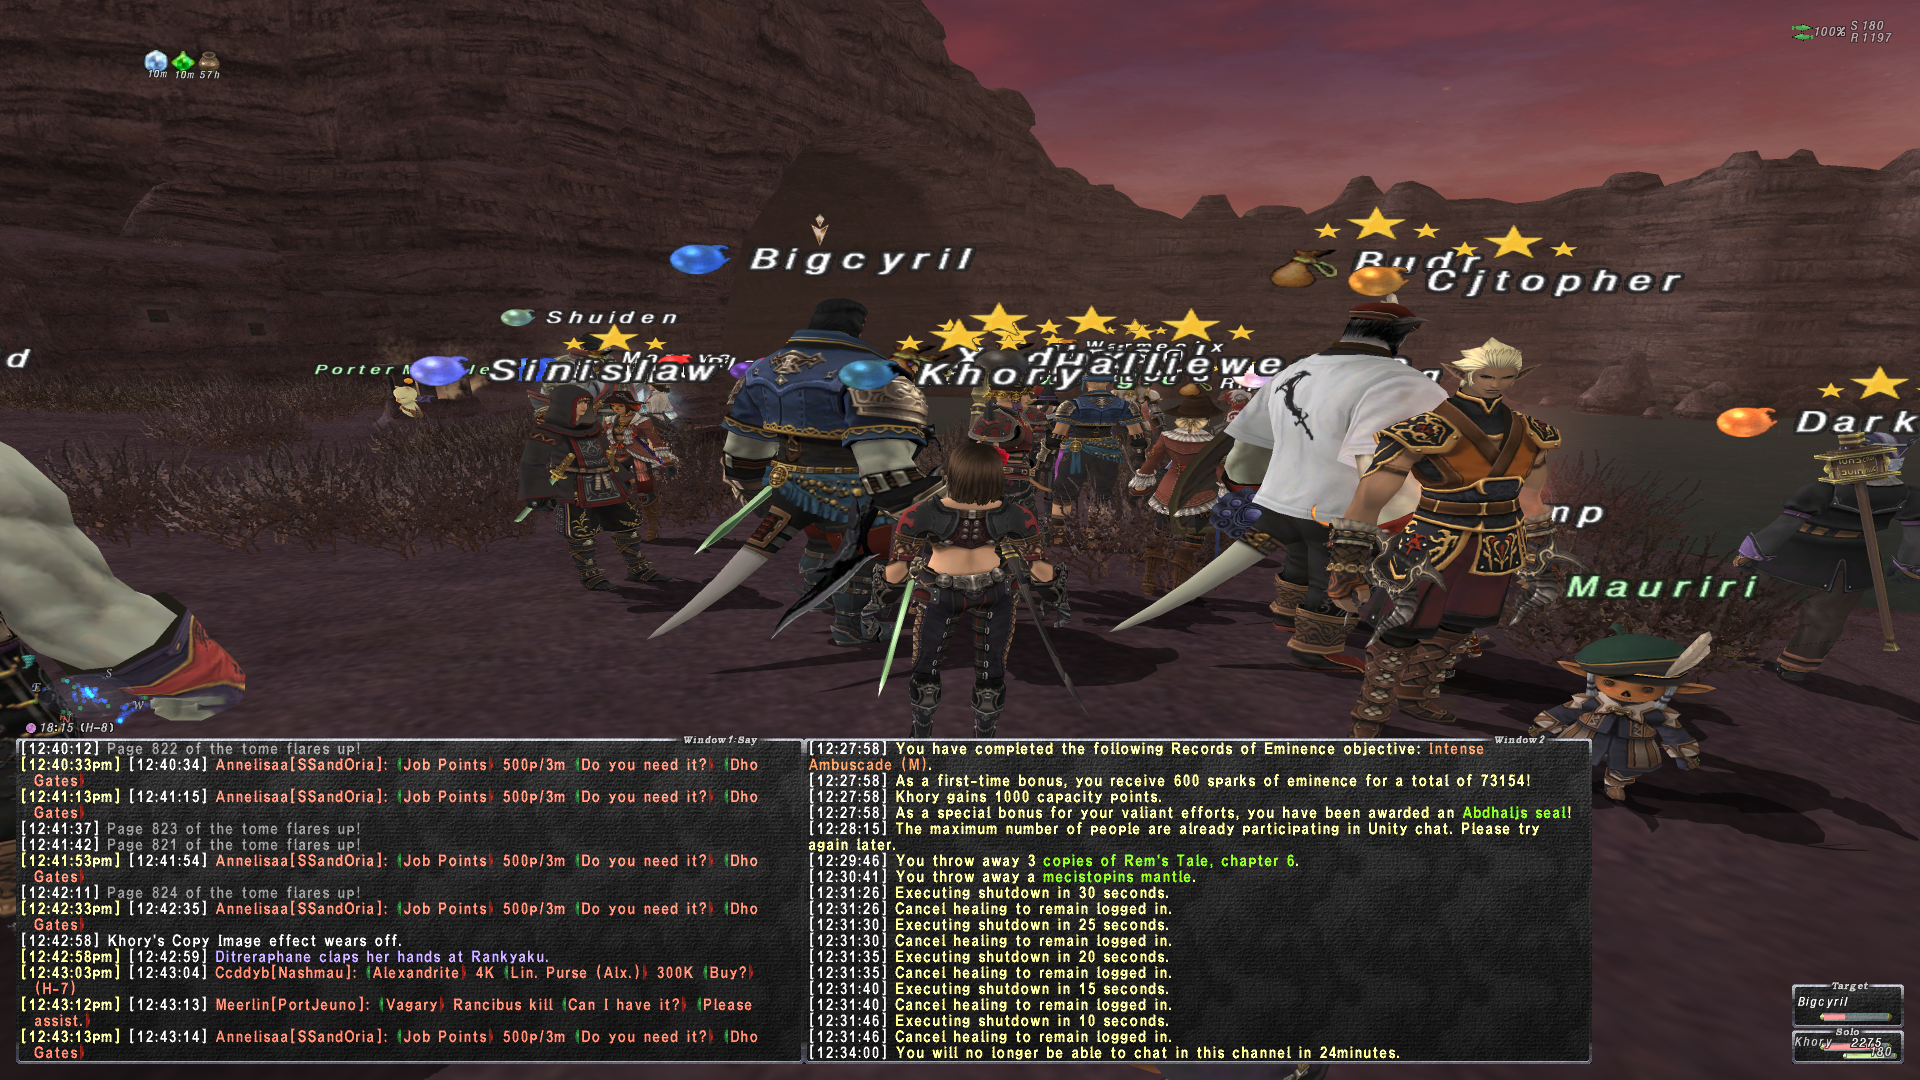 100% S 180
R 1197
10m 10m 57h
Bigcyril
Budr
Cjtopher
Shuiden
d
Porter M
Sinislaw
Khory
Dark
np
Mauriri
S
E
W
N
18:15 (H-8)
Window1:Say
[12:40:12] Page 822 of the tome flares up!
[12:40:33pm] [12:40:34] Annelisaa[SSandOria]: Job Points 500p/3m Do you need it? Dho
Gates
[12:41:13pm] [12:41:15] Annelisaa[SSandOria]: Job Points 500p/3m Do you need it? Dho
Gates
[12:41:37] Page 823 of the tome flares up!
[12:41:42] Page 821 of the tome flares up!
[12:41:53pm] [12:41:54] Annelisaa[SSandOria]: Job Points 500p/3m Do you need it? Dho
Gates
[12:42:11] Page 824 of the tome flares up!
[12:42:33pm] [12:42:35] Annelisaa[SSandOria]: Job Points 500p/3m Do you need it? Dho
Gates
[12:42:58] Khory's Copy Image effect wears off.
[12:42:58pm] [12:42:59] Ditreraphane claps her hands at Rankyaku.
[12:43:03pm] [12:43:04] Ccddyb[Nashmau]: Alexandrite 4K Lin. Purse (Alx.) 300K Buy?
(H-7)
[12:43:12pm] [12:43:13] Meerlin[PortJeuno]: Vagary Rancibus kill Can I have it? Please
assist.
[12:43:13pm] [12:43:14] Annelisaa[SSandOria]: Job Points 500p/3m Do you need it? Dho
Gates
Window2
[12:27:58] You have completed the following Records of Eminence objective: Intense
Ambuscade (M).
[12:27:58] As a first-time bonus, you receive 600 sparks of eminence for a total of 73154!
[12:27:58] Khory gains 1000 capacity points.
[12:27:58] As a special bonus for your valiant efforts, you have been awarded an Abdhaljs seal!
[12:28:15] The maximum number of people are already participating in Unity chat. Please try
again later.
[12:29:46] You throw away 3 copies of Rem's Tale, chapter 6.
[12:30:41] You throw away a mecistopins mantle.
[12:31:26] Executing shutdown in 30 seconds.
[12:31:26] Cancel healing to remain logged in.
[12:31:30] Executing shutdown in 25 seconds.
[12:31:30] Cancel healing to remain logged in.
[12:31:35] Executing shutdown in 20 seconds.
[12:31:35] Cancel healing to remain logged in.
[12:31:40] Executing shutdown in 15 seconds.
[12:31:40] Cancel healing to remain logged in.
[12:31:46] Executing shutdown in 10 seconds.
[12:31:46] Cancel healing to remain logged in.
[12:34:00] You will no longer be able to chat in this channel in 24minutes.
Target
Bigcyril
Solo
Khory 2275
180